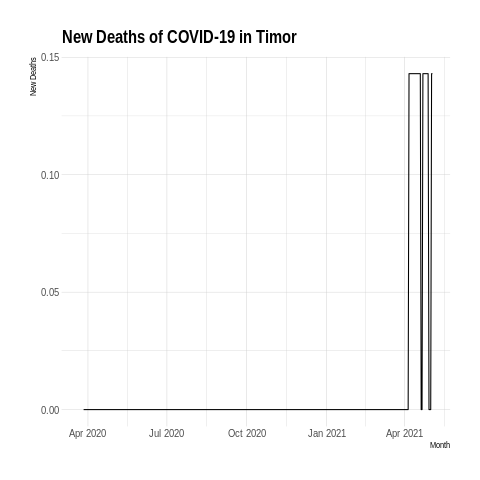 New Deaths of COVID-19 in Timor
New Deaths
0.15
0.10
0.05
0.00
Apr 2020 Jul 2020 Oct 2020 Jan 2021 Apr 2021
Month